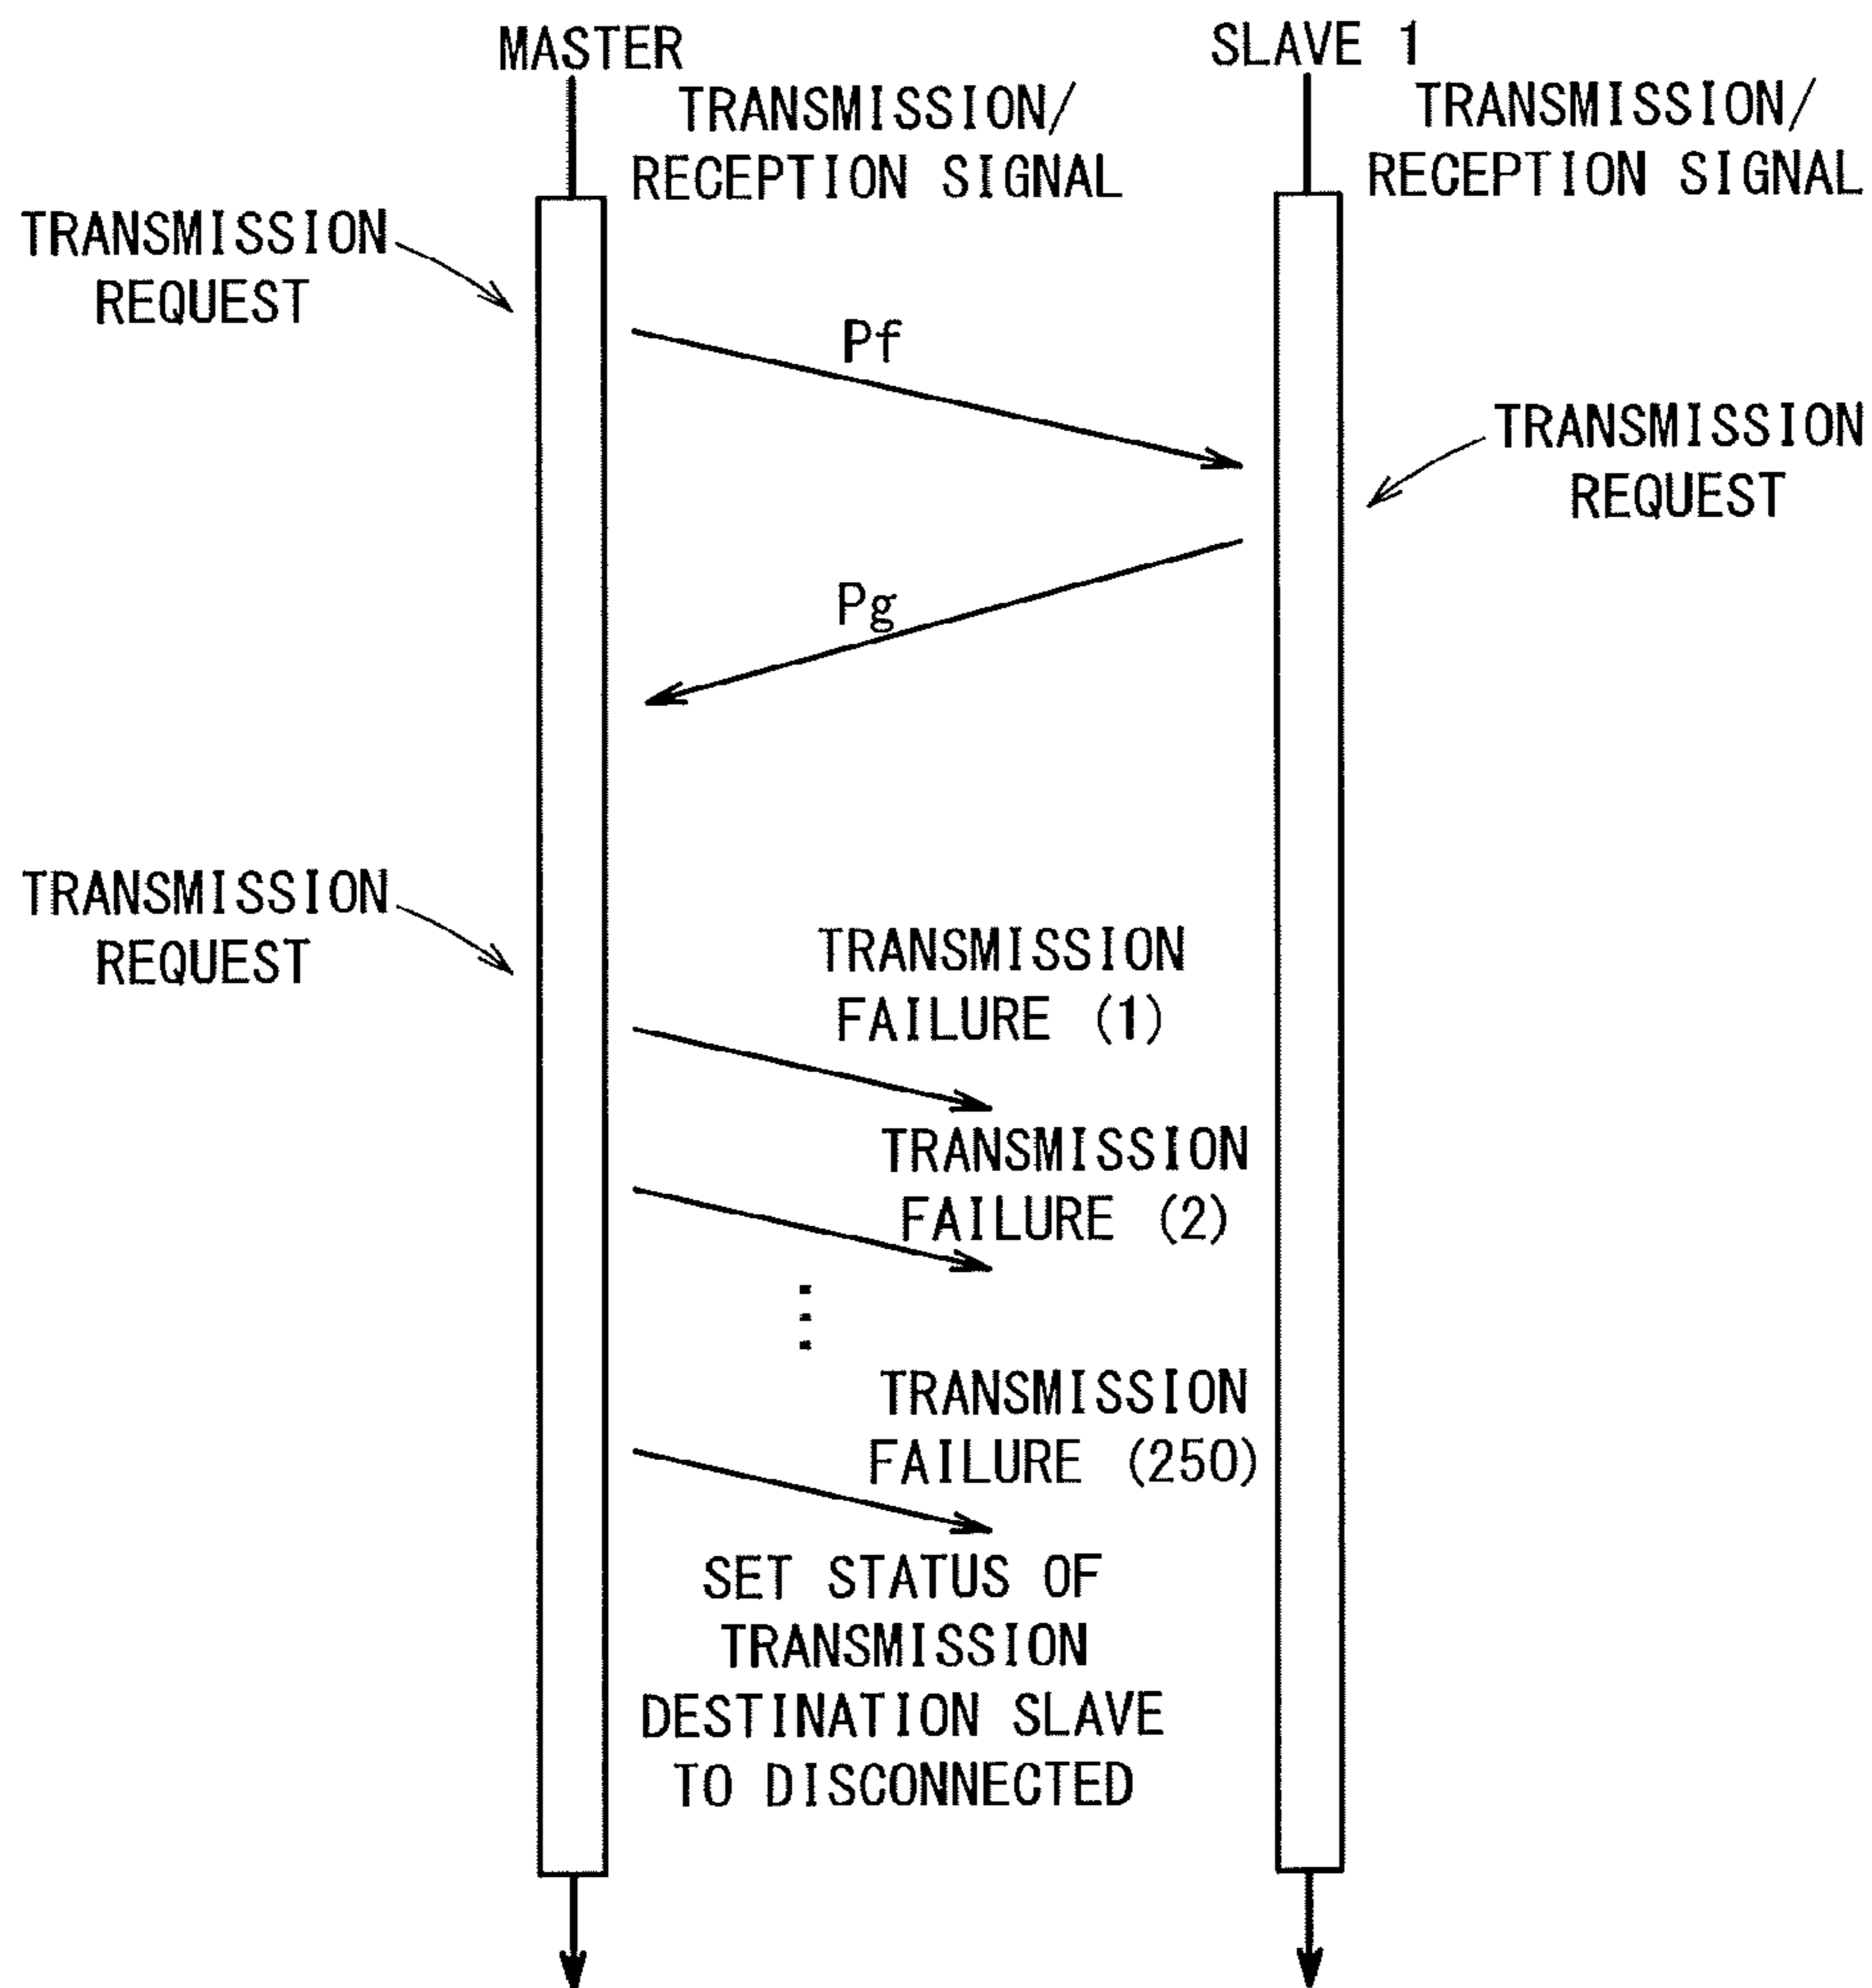 MASTER
SLAVE 1
TRANSMISSION/
RECEPTION SIGNAL
TRANSMISSION/
RECEPTION SIGNAL
TRANSMISSION
REQUEST
Pf
TRANSMISSION
REQUEST
Pg
TRANSMISSION
REQUEST
TRANSMISSION
FAILURE (1)
TRANSMISSION
FAILURE (2)
TRANSMISSION
FAILURE (250)
SET STATUS OF
TRANSMISSION
DESTINATION SLAVE
TO DISCONNECTED